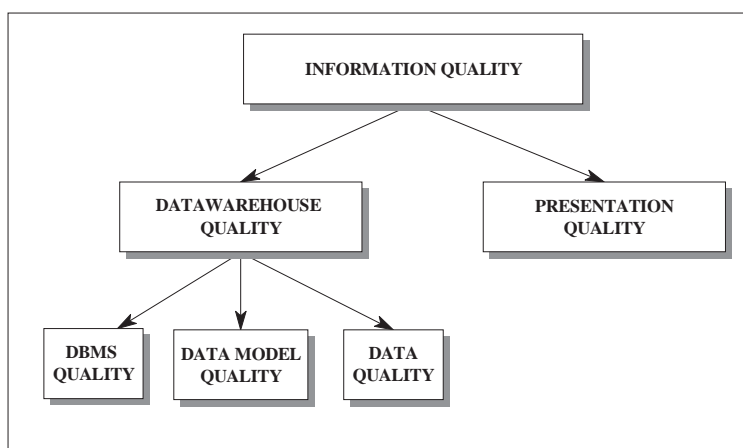 INFORMATION QUALITY
DATAWAREHOUSE
QUALITY
PRESENTATION
QUALITY
DBMS
QUALITY
DATA MODEL
QUALITY
DATA
QUALITY